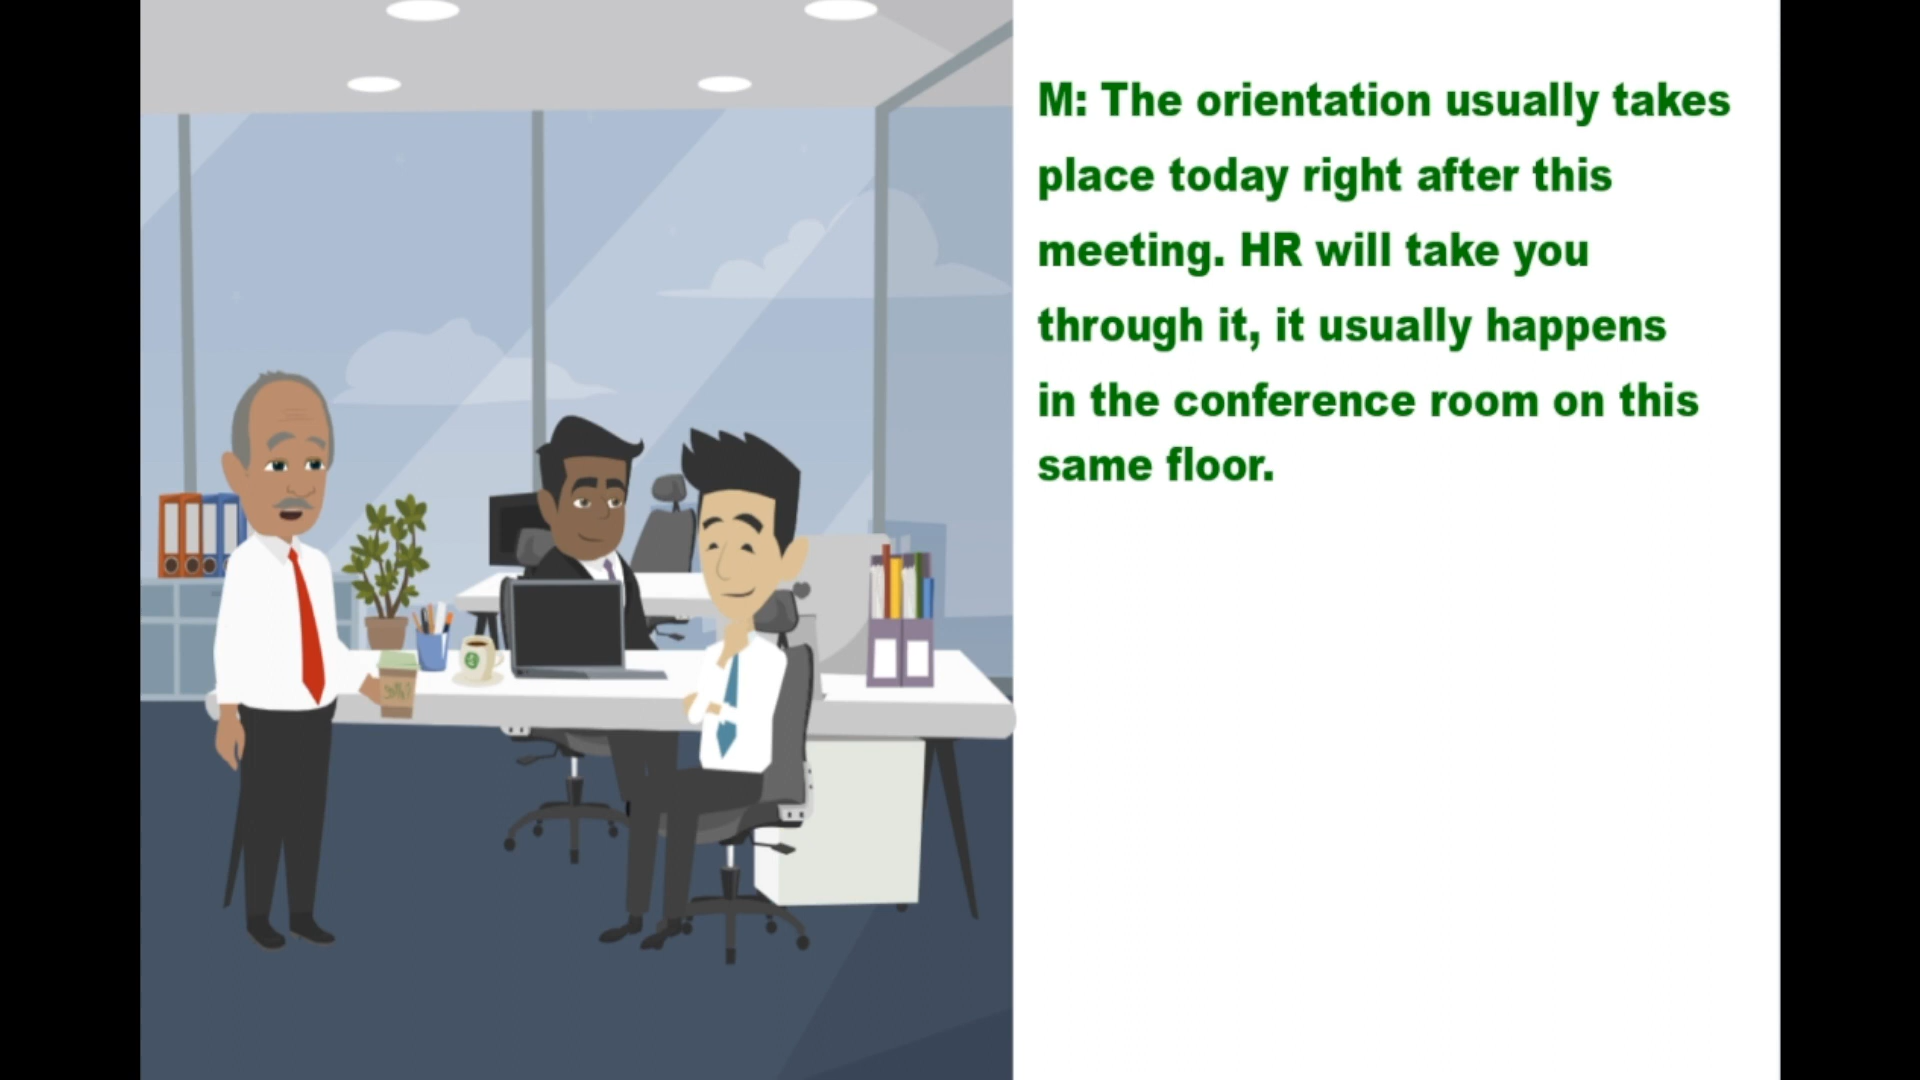 M: The orientation usually takes
place today right after this
meeting. HR will take you
through it, it usually happens
in the conference room on this
same floor.